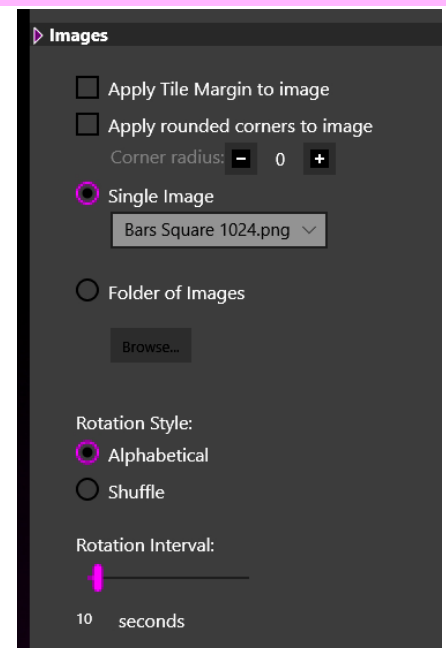 Images
Apply Tile Margin to image
Apply rounded corners to image
Corner radius: - 0 +
Single Image
Bars Square 1024.png
Folder of Images
Browse...
Rotation Style:
Alphabetical
Shuffle
Rotation Interval:
10 seconds